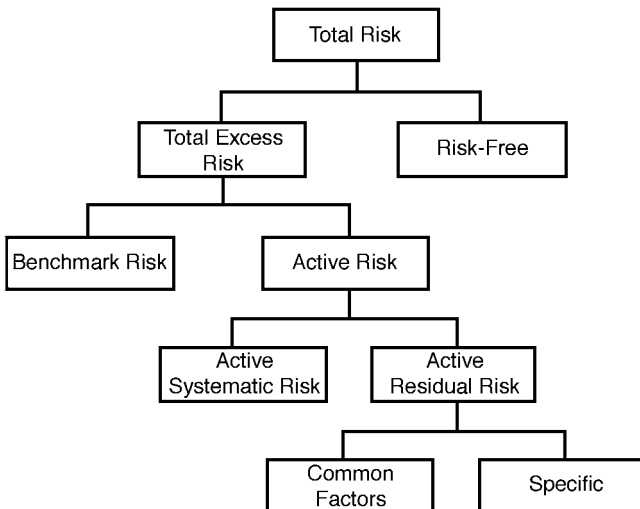 Total Risk
Total Excess
Risk
Risk-Free
Benchmark Risk
Active Risk
Active
Systematic Risk
Active
Residual Risk
Common
Factors
Specific